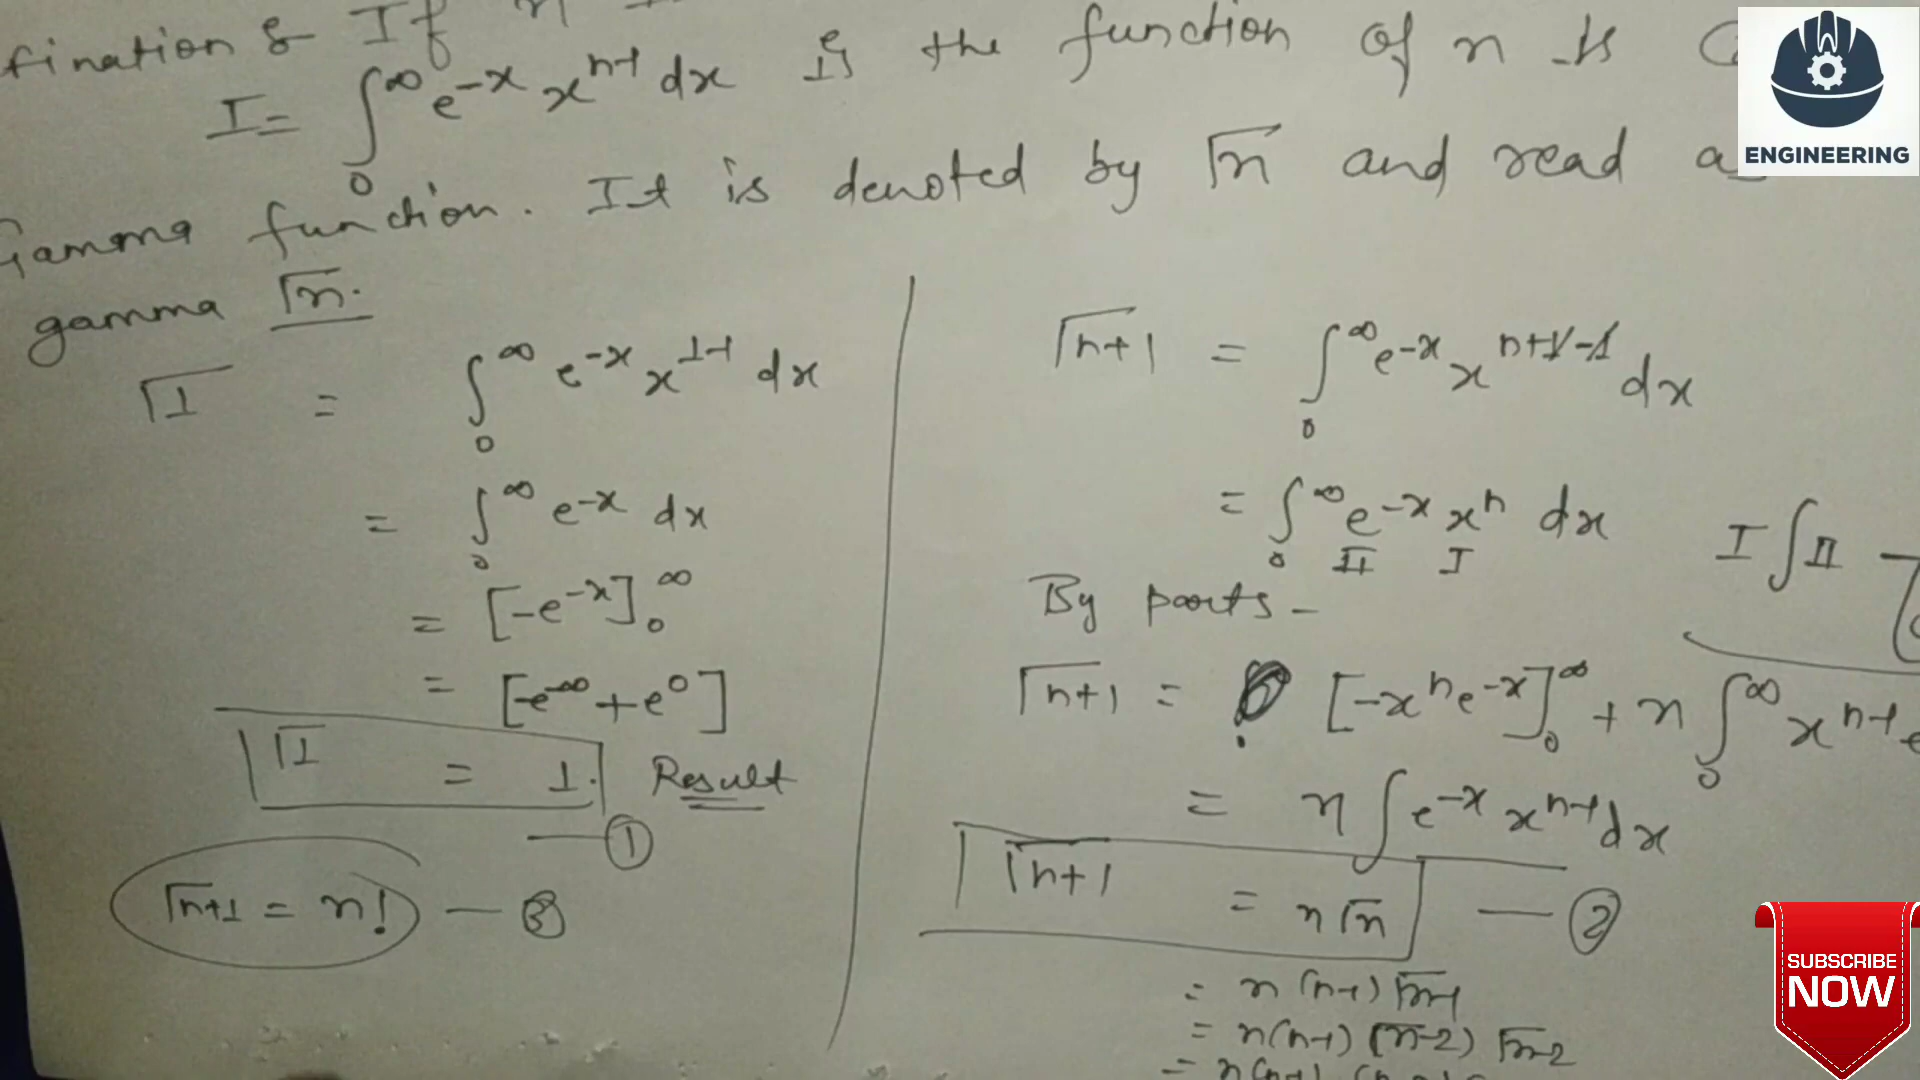 fination & If n
I = ∫₀^∞ e^-x x^n-1 dx is the function of n is
Gamma function. It is denoted by Γn and read as
gamma Γn.
Γ1 = ∫₀^∞ e^-x x^1-1 dx
= ∫₀^∞ e^-x dx
= [-e^-x]₀^∞
= [-e^-∞ + e^0]
Γ1 = 1. Result
— ①
Γn+1 = n! — ③
Γn+1 = ∫₀^∞ e^-x x^n+1-1 dx
= ∫₀^∞ e^-x x^n dx
II I
I ∫ II -
By parts -
Γn+1 = [-x^n e^-x]₀^∞ + n ∫₀^∞ x^n-1 e
= n ∫ e^-x x^n-1 dx
Γn+1 = n Γn — ②
= n (n-1) Γn-1
= n(n-1) (n-2) Γn-2
= n(n-1)
ENGINEERING
SUBSCRIBE
NOW